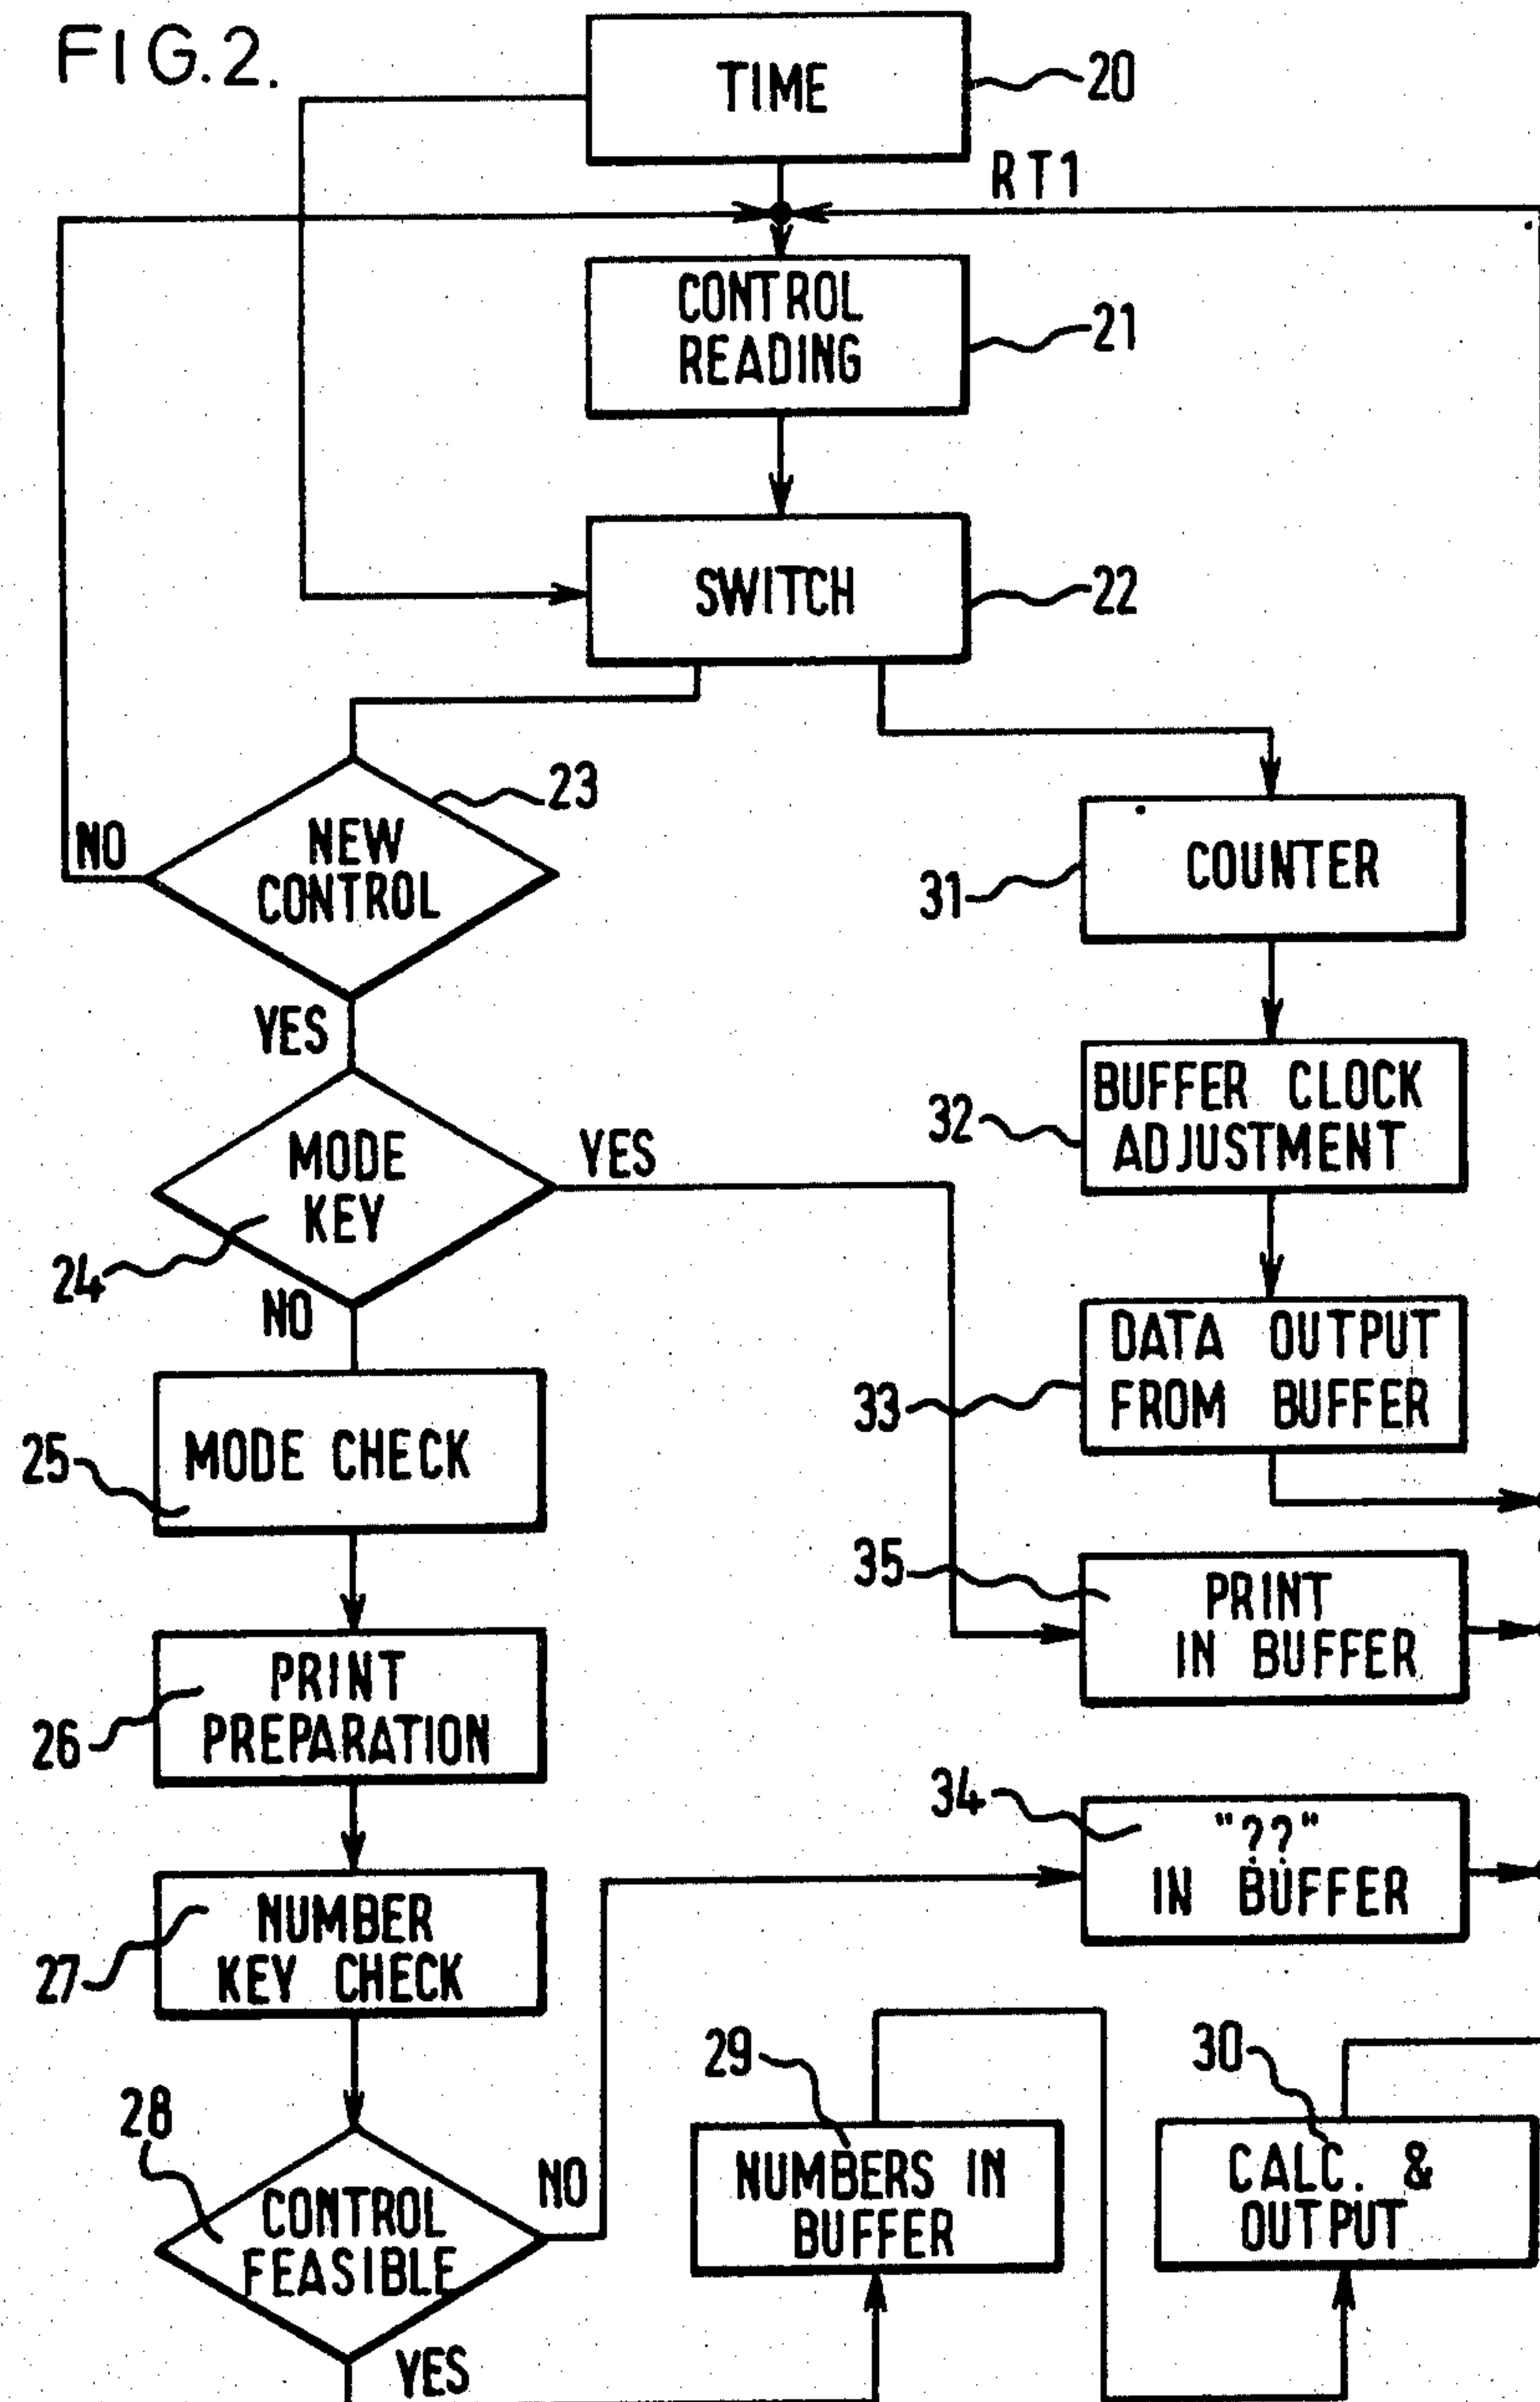 FIG.2.
TIME
20
RT1
CONTROL
READING
21
SWITCH
22
23
NEW
CONTROL
NO
YES
31
COUNTER
MODE
KEY
YES
24
NO
32
BUFFER CLOCK
ADJUSTMENT
25
MODE CHECK
33
DATA OUTPUT
FROM BUFFER
35
PRINT
IN BUFFER
26
PRINT
PREPARATION
34
"??"
IN BUFFER
27
NUMBER
KEY CHECK
28
CONTROL
FEASIBLE
NO
YES
29
NUMBERS IN
BUFFER
30
CALC. &
OUTPUT